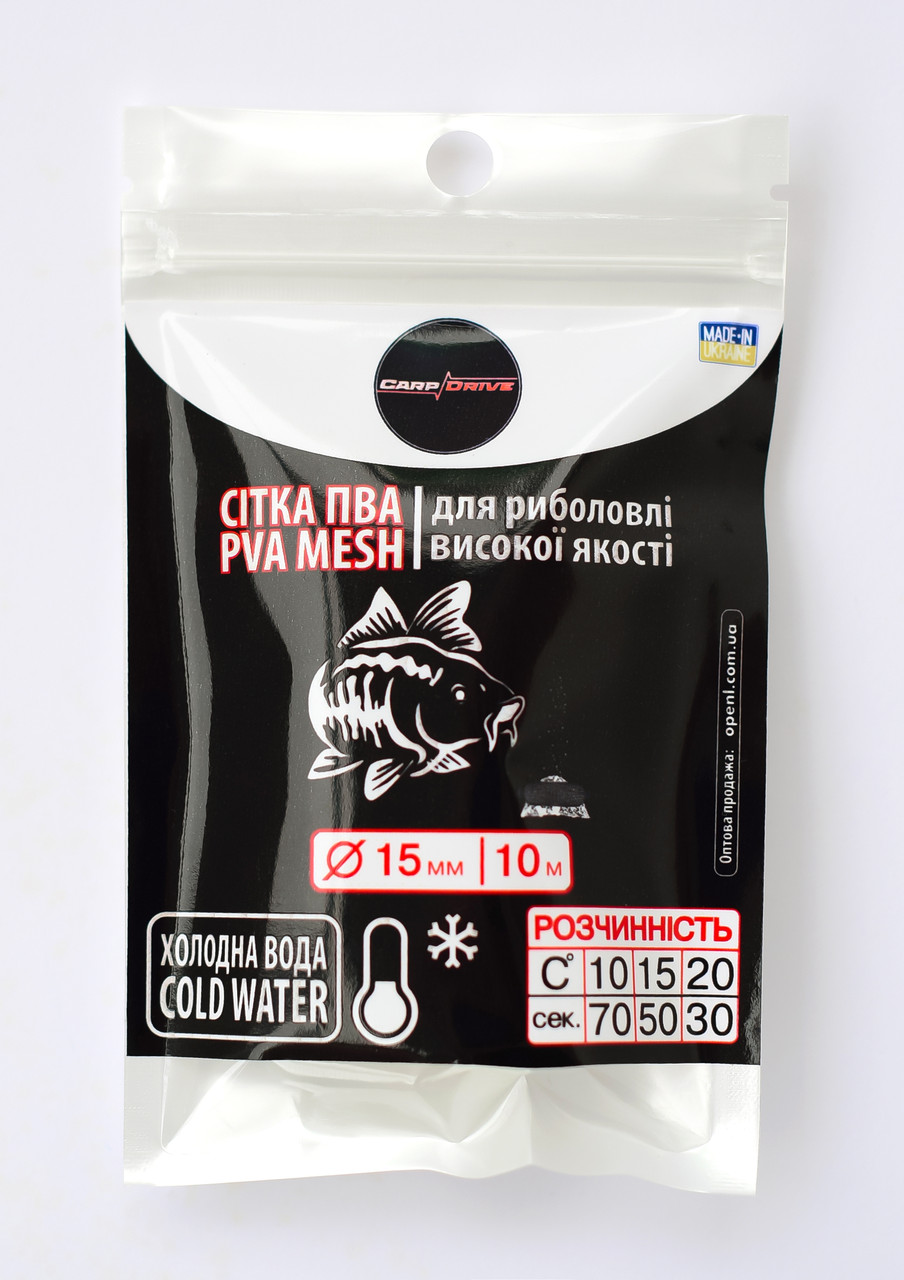 MADE-IN
UKRAINE
CARP DRIVE
СІТКА ПВА
PVA MESH
для риболовлі
високої якості
Оптова продажа: openl.com.ua
Ø 15 мм | 10 м
ХОЛОДНА ВОДА
COLD WATER
РОЗЧИННІСТЬ
C° 10 15 20
сек. 70 50 30